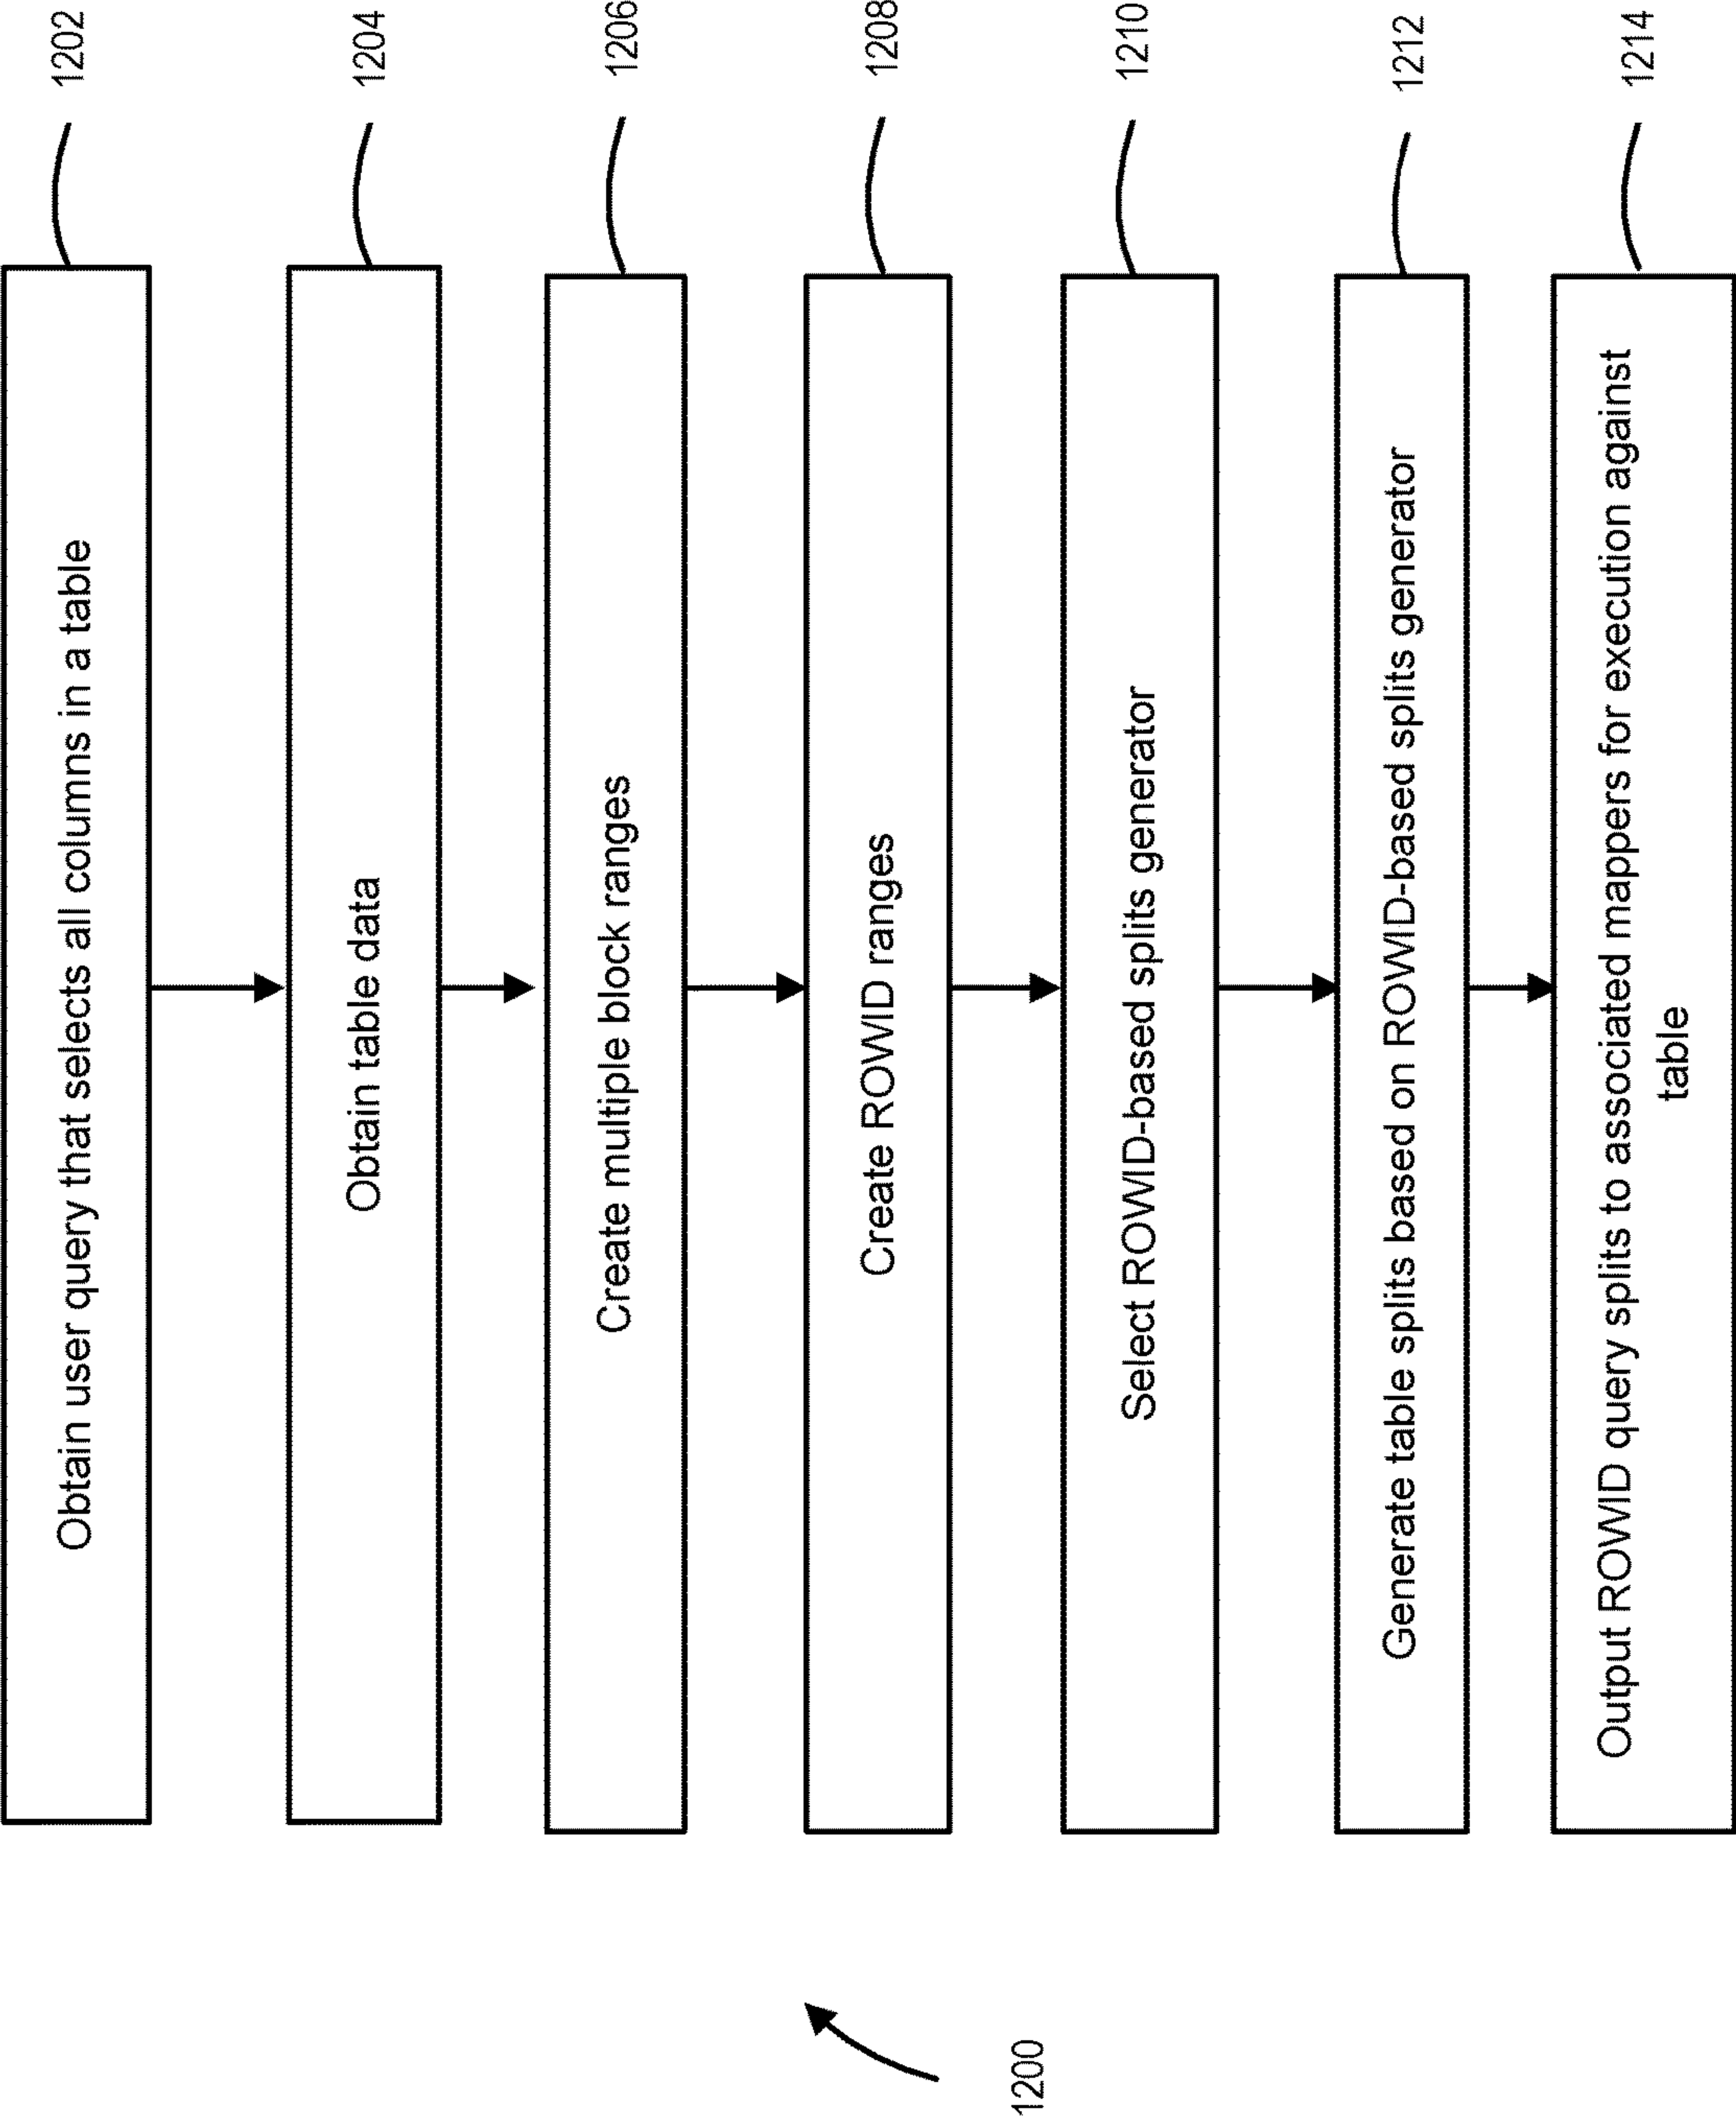 Obtain user query that selects all columns in a table
1202
Obtain table data
1204
Create multiple block ranges
1206
Create ROWID ranges
1208
Select ROWID-based splits generator
1210
Generate table splits based on ROWID-based splits generator
1212
Output ROWID query splits to associated mappers for execution against
table
1214
1200